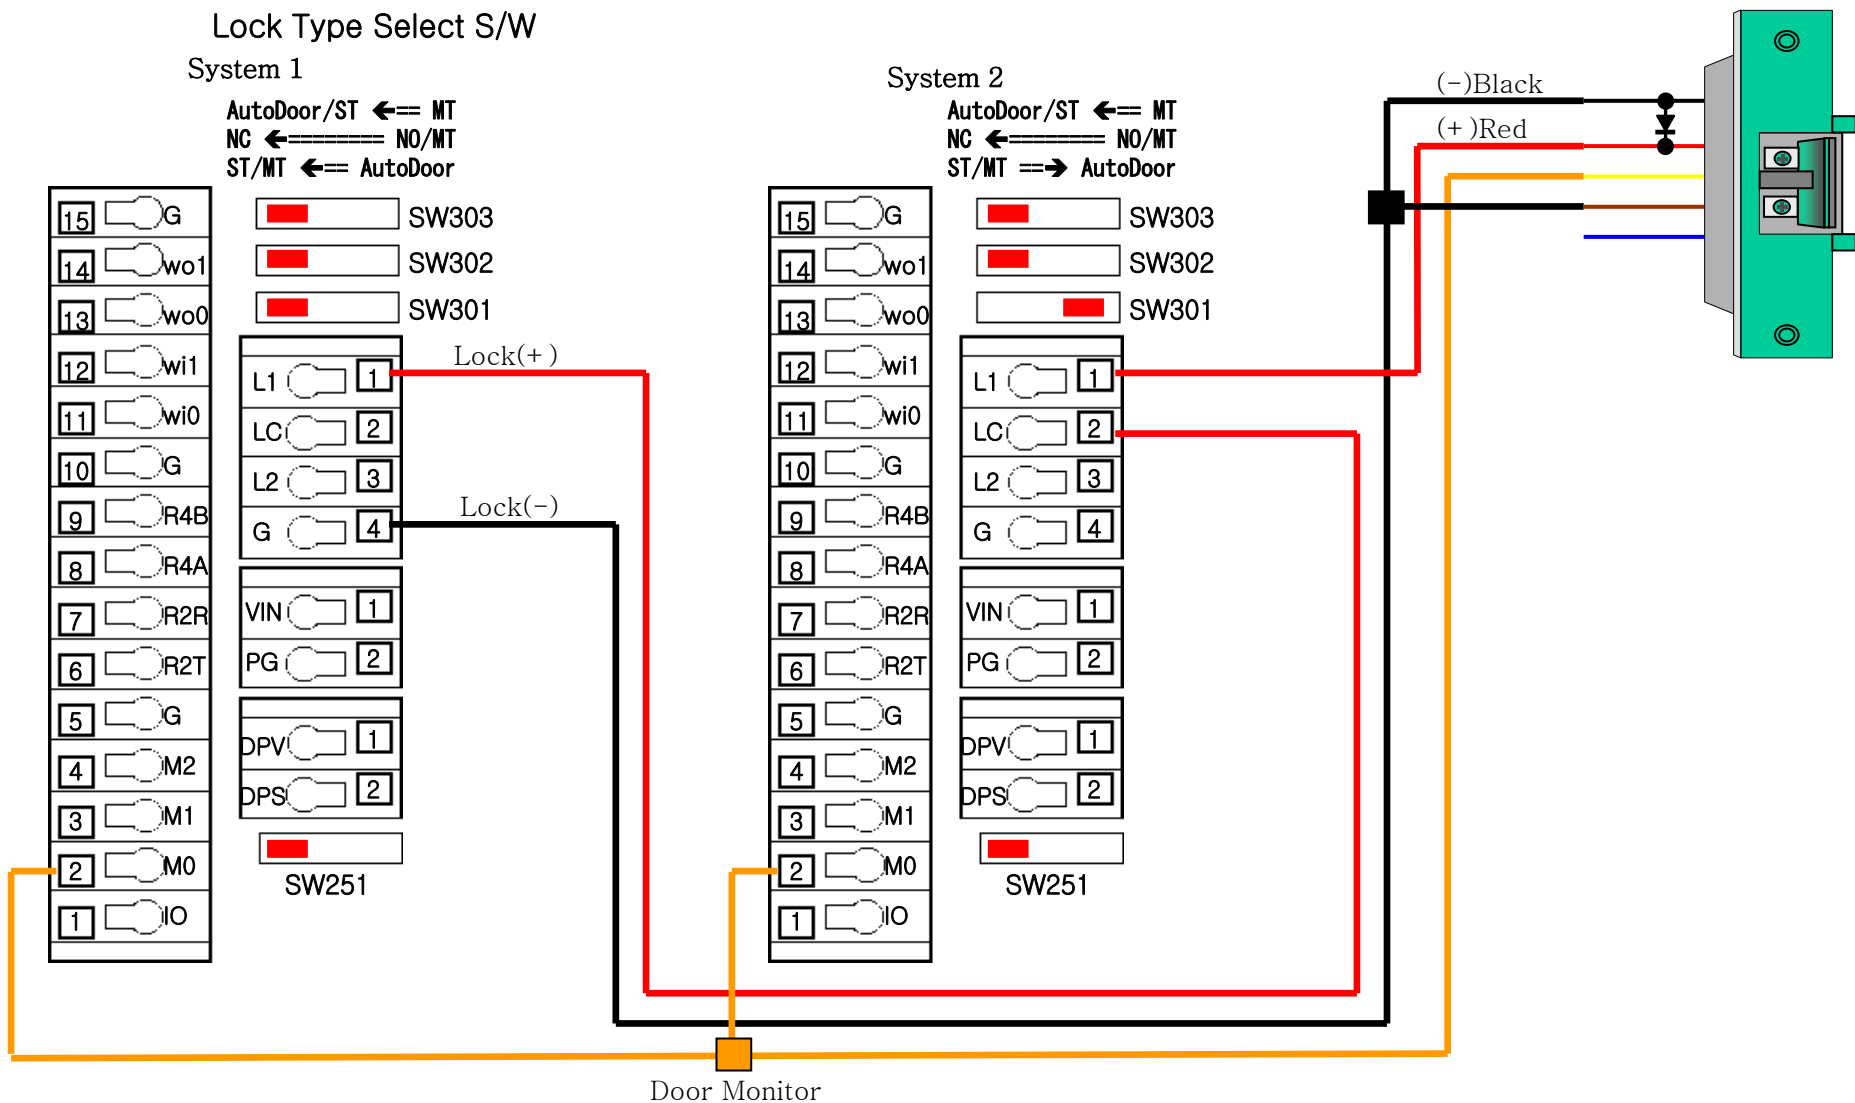 Lock Type Select S/W
System 1
AutoDoor/ST ←== MT
NC ←======== NO/MT
ST/MT ←== AutoDoor
15 G
14 wo1
13 wo0
12 wi1
11 wi0
10 G
9 R4B
8 R4A
7 R2R
6 R2T
5 G
4 M2
3 M1
2 M0
1 IO
SW303
SW302
SW301
L1 1
LC 2
L2 3
G 4
VIN 1
PG 2
DPV 1
DPS 2
SW251
Lock(+)
Lock(-)
System 2
AutoDoor/ST ←== MT
NC ←======== NO/MT
ST/MT ==→ AutoDoor
15 G
14 wo1
13 wo0
12 wi1
11 wi0
10 G
9 R4B
8 R4A
7 R2R
6 R2T
5 G
4 M2
3 M1
2 M0
1 IO
SW303
SW302
SW301
L1 1
LC 2
L2 3
G 4
VIN 1
PG 2
DPV 1
DPS 2
SW251
(-)Black
(+)Red
Door Monitor